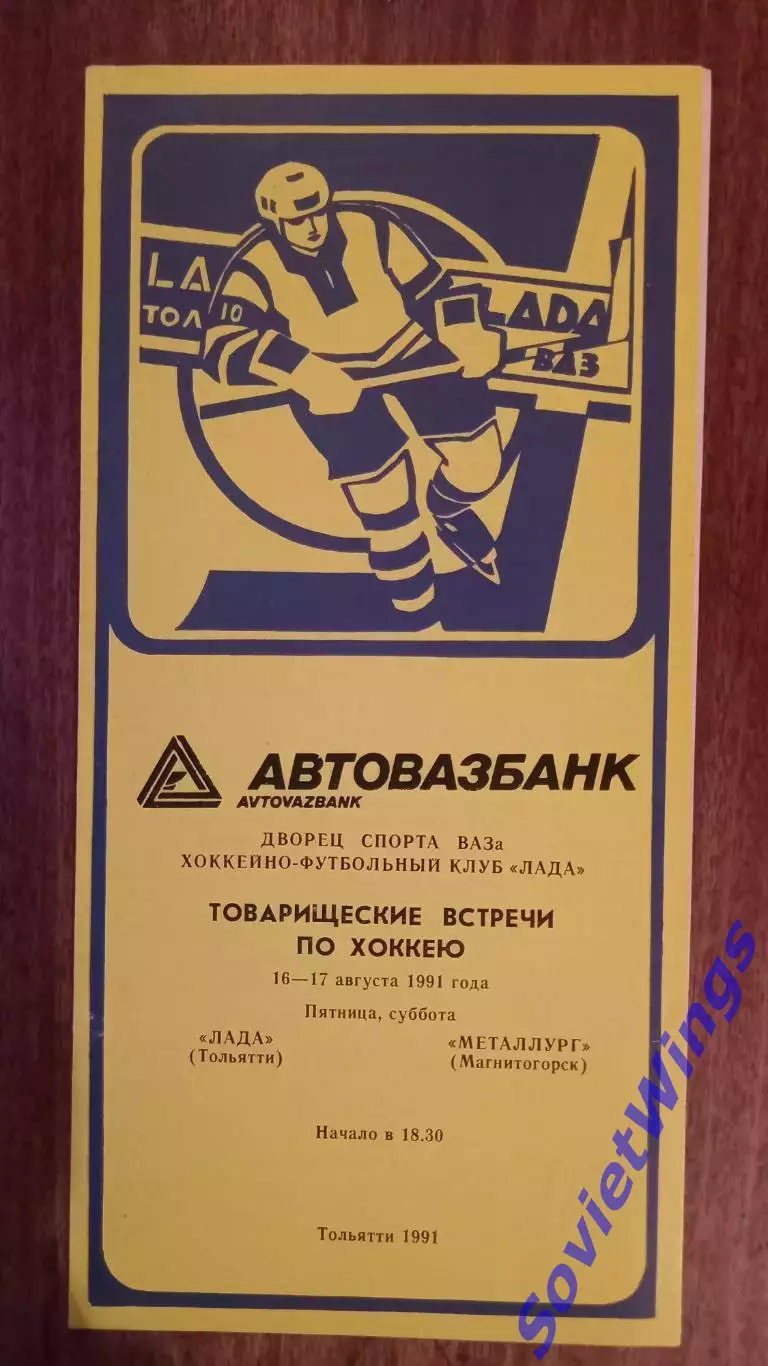 LA
ТОЛ 10
LADA
ВАЗ
АВТОВАЗБАНК
AVTOVAZBANK
ДВОРЕЦ СПОРТА ВАЗа
ХОККЕЙНО-ФУТБОЛЬНЫЙ КЛУБ «ЛАДА»
ТОВАРИЩЕСКИЕ ВСТРЕЧИ
ПО ХОККЕЮ
16—17 августа 1991 года
Пятница, суббота
«ЛАДА» «МЕТАЛЛУРГ»
(Тольятти) (Магнитогорск)
Начало в 18.30
Тольятти 1991
SovietWings